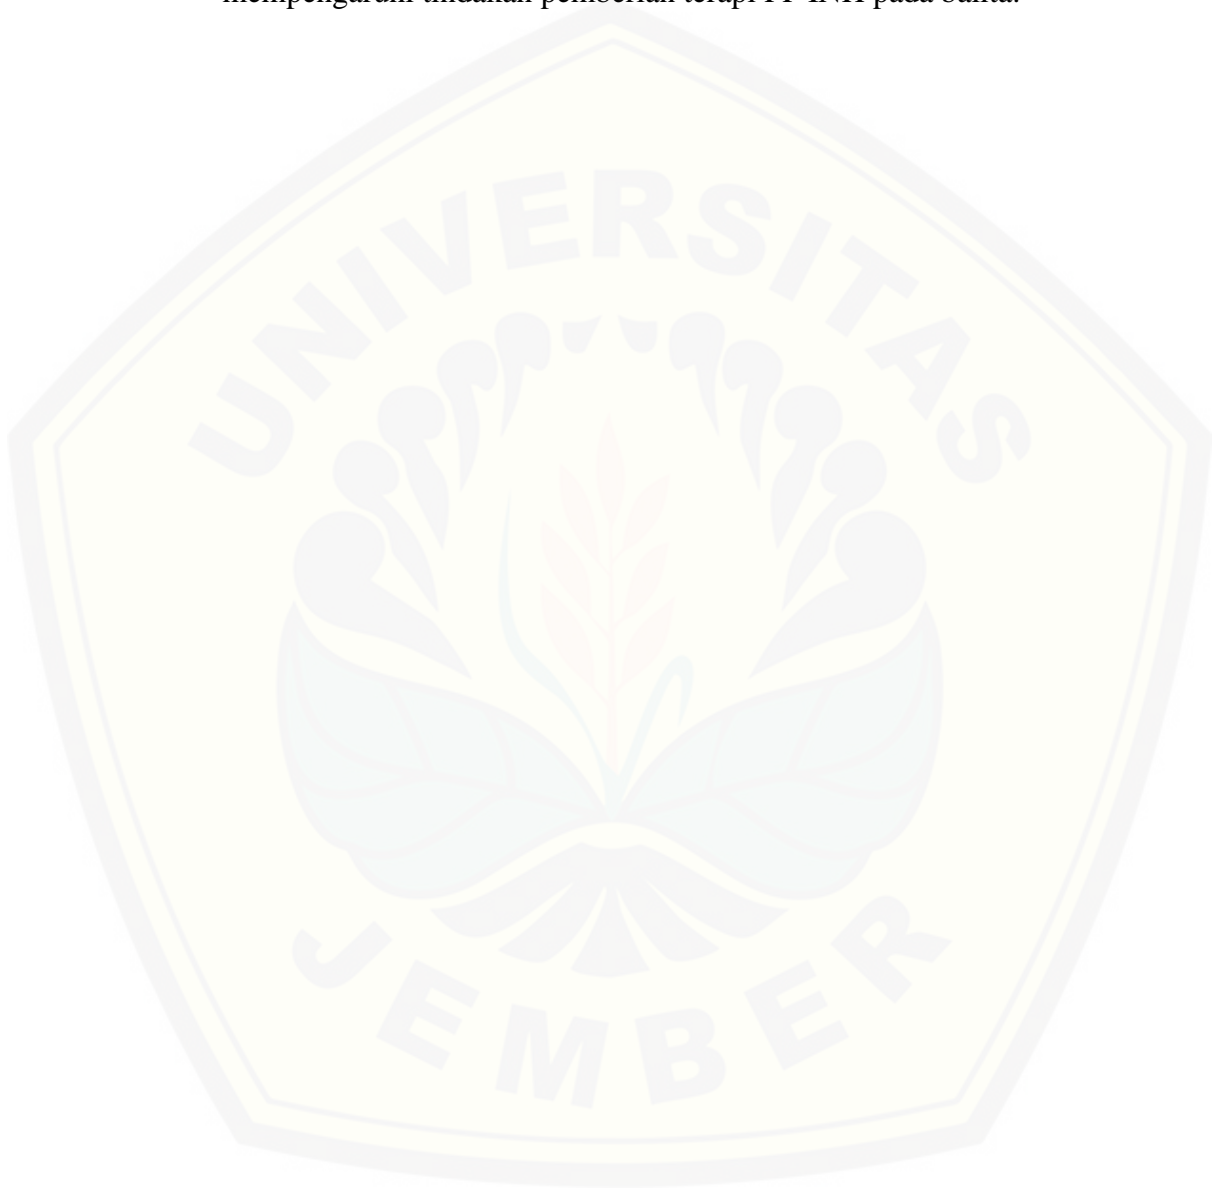 mempengaruhi tindakan pemberian terapi PP INH pada balita.
UNIVERSITAS
JEMBER